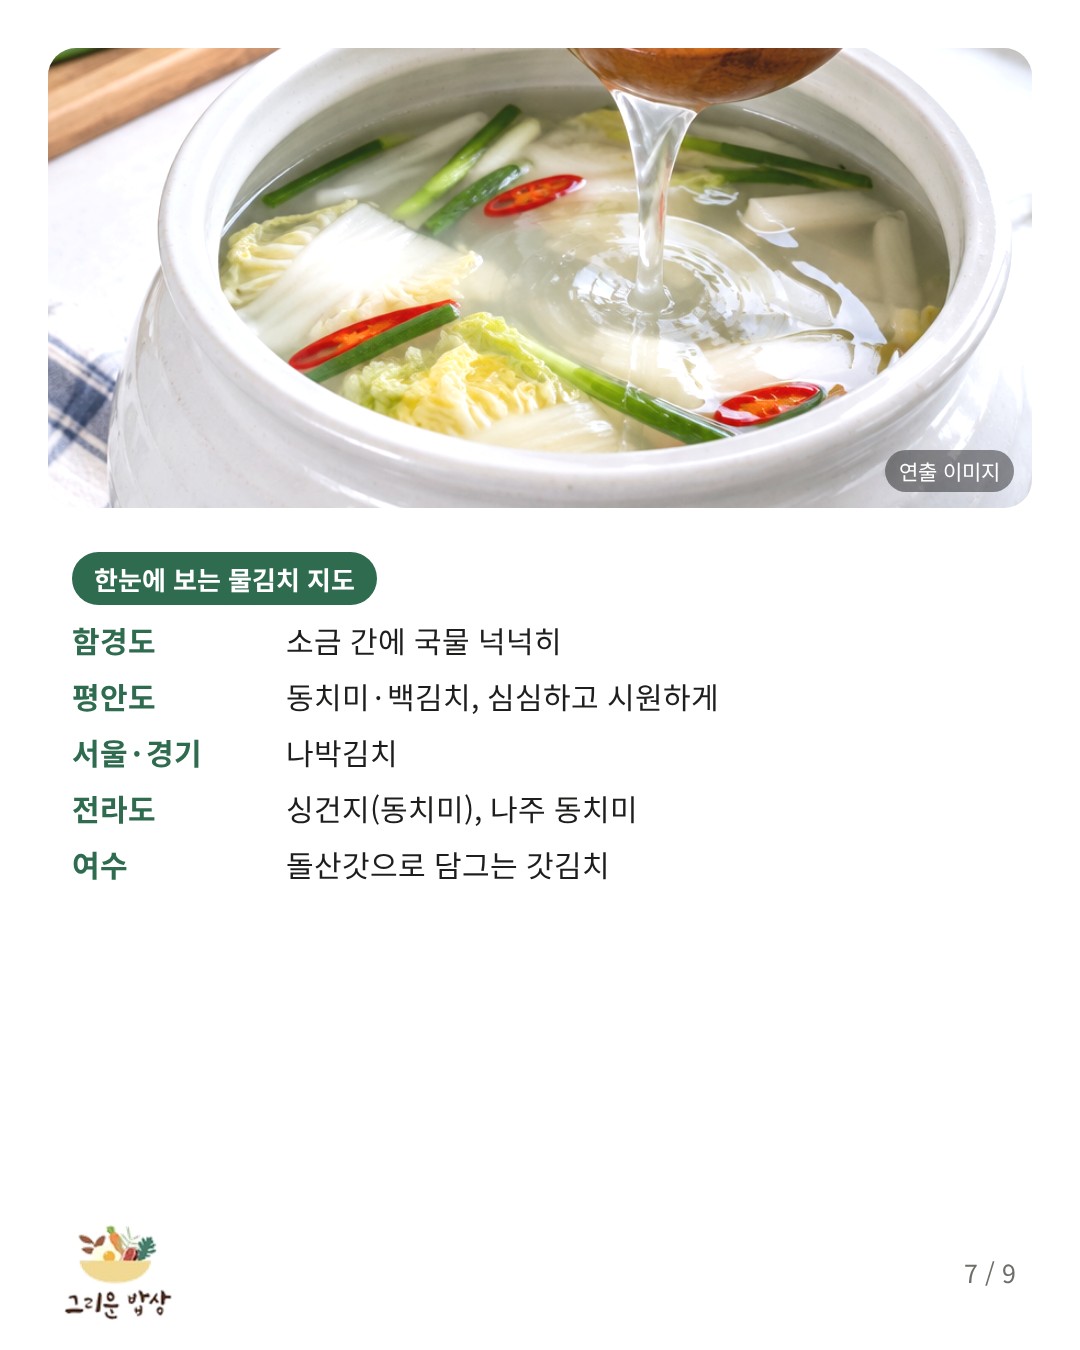 연출 이미지
한눈에 보는 물김치 지도
함경도 소금 간에 국물 넉넉히
평안도 동치미·백김치, 심심하고 시원하게
서울·경기 나박김치
전라도 싱건지(동치미), 나주 동치미
여수 돌산갓으로 담그는 갓김치
그리운 밥상
7 / 9